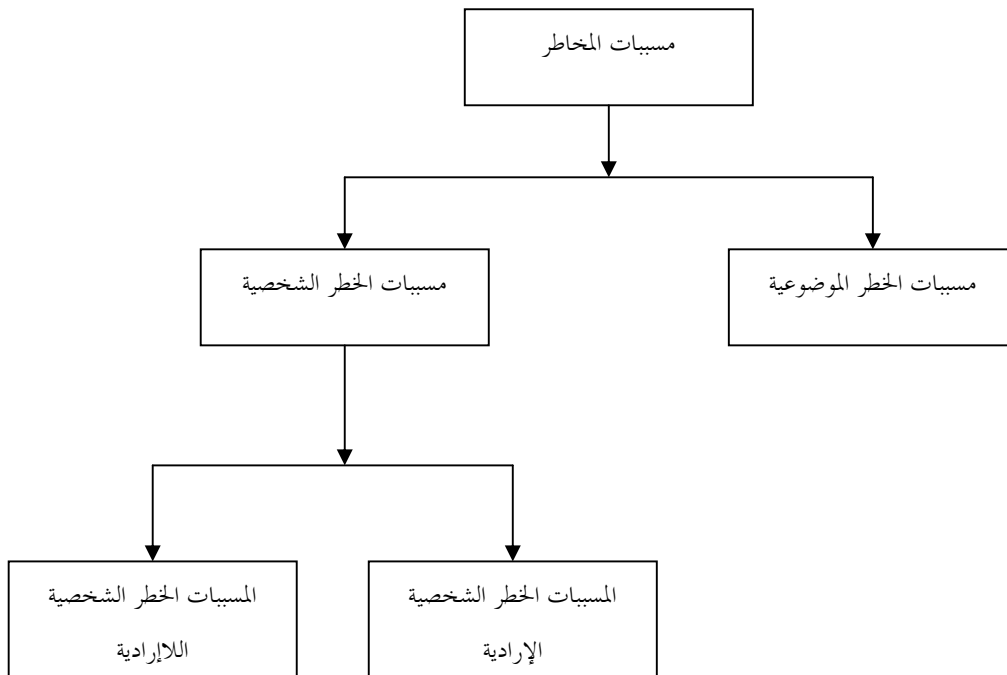 مسببات المخاطر
مسببات الخطر الموضوعية
مسببات الخطر الشخصية
المسببات الخطر الشخصية
الإرادية
المسببات الخطر الشخصية
اللاإرادية